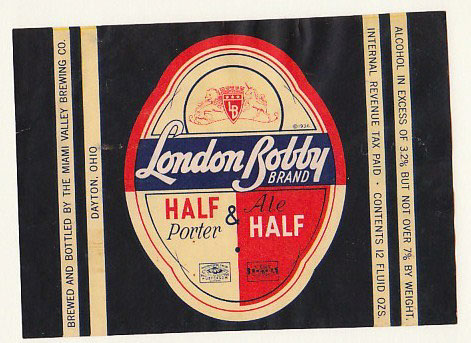 BREWED AND BOTTLED BY THE MIAMI VALLEY BREWING CO.
DAYTON, OHIO
LB
©1936
London Bobby
BRAND
HALF Porter
&
Ale HALF
INTERNAL REVENUE TAX PAID • CONTENTS 12 FLUID OZS.
ALCOHOL IN EXCESS OF 3.2% BUT NOT OVER 7% BY WEIGHT.